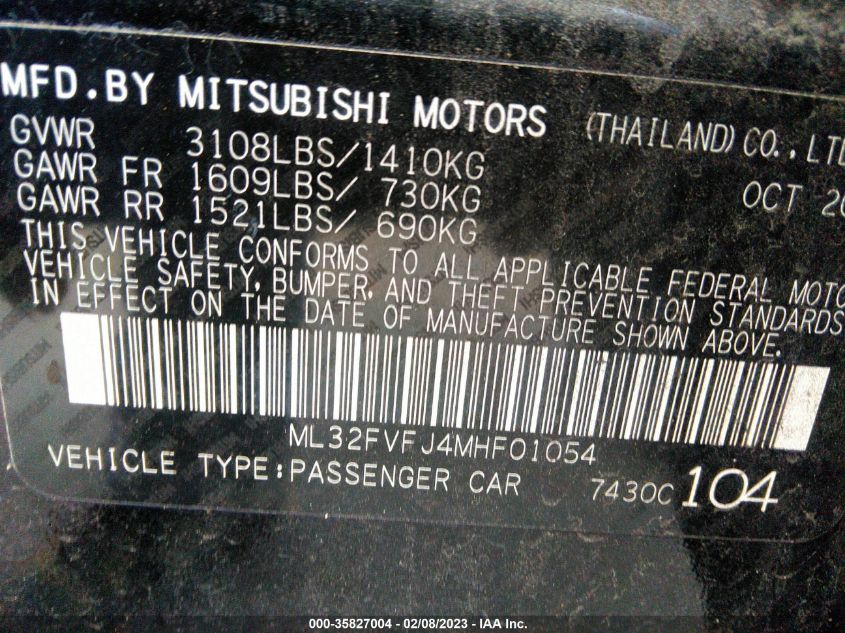 MFD.BY MITSUBISHI MOTORS (THAILAND) CO., LTD
GVWR 3108LBS/1410KG OCT 20
GAWR FR 1609LBS/ 730KG
GAWR RR 1521LBS/ 690KG
THIS VEHICLE CONFORMS TO ALL APPLICABLE FEDERAL MOTO
VEHICLE SAFETY, BUMPER, AND THEFT PREVENTION STANDARDS
IN EFFECT ON THE DATE OF MANUFACTURE SHOWN ABOVE.
ML32FVFJ4MHF01054
VEHICLE TYPE:PASSENGER CAR 7430C 104
000-35827004 - 02/08/2023 - IAA Inc.